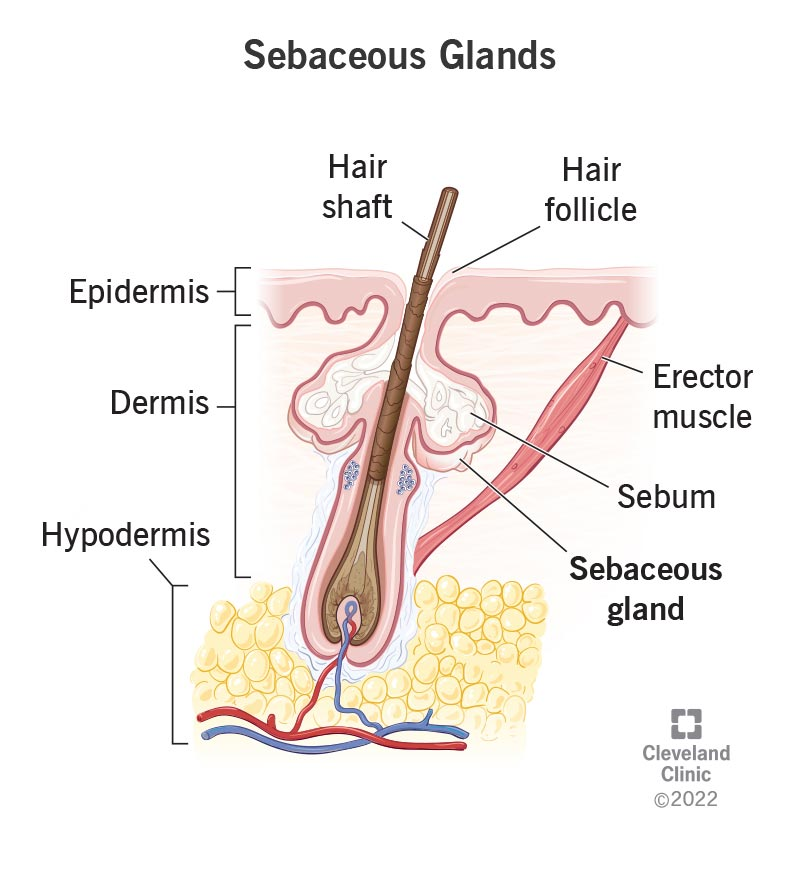 Sebaceous Glands
Hair
shaft
Hair
follicle
Epidermis
Dermis
Erector
muscle
Sebum
Hypodermis
Sebaceous
gland
Cleveland
Clinic
©2022